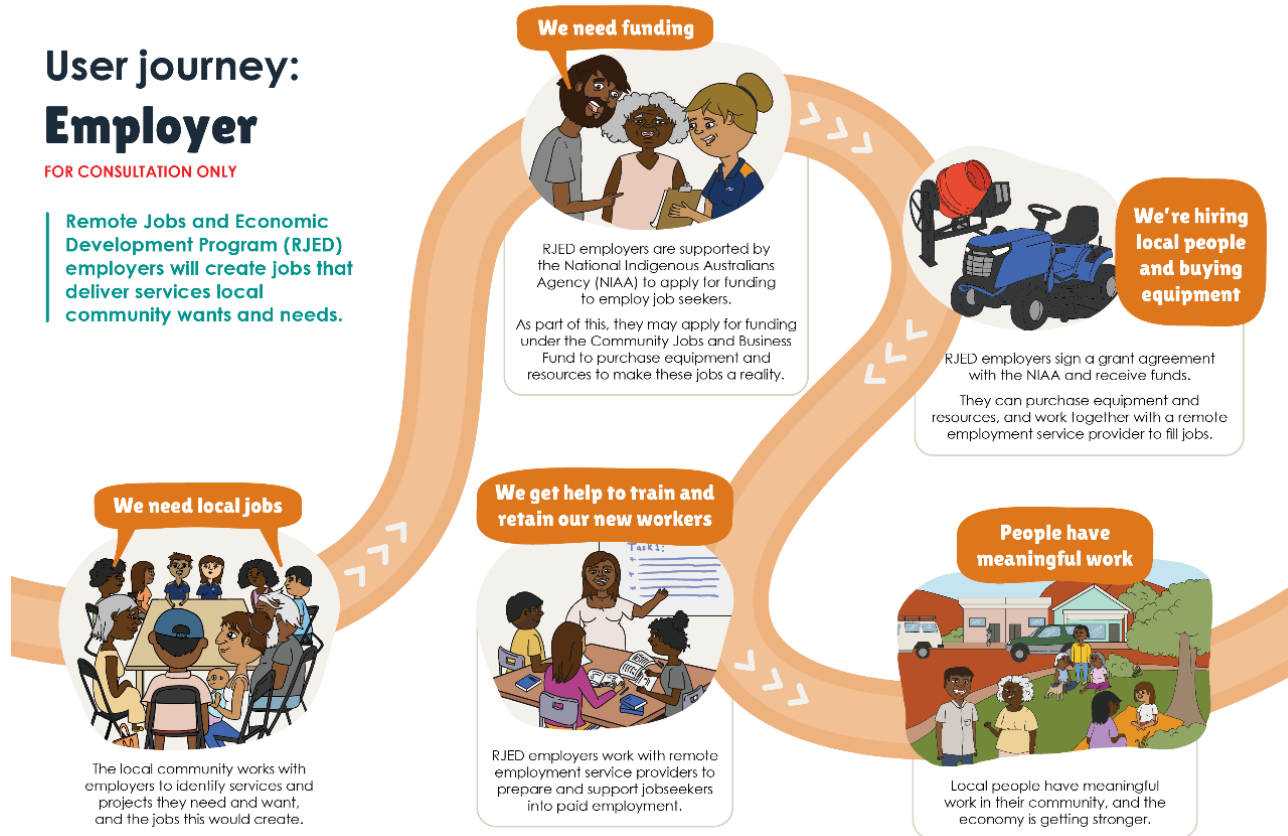 User journey:
Employer
FOR CONSULTATION ONLY
Remote Jobs and Economic
Development Program (RJED)
employers will create jobs that
deliver services local
community wants and needs.
We need local jobs
The local community works with
employers to identify services and
projects they need and want,
and the jobs this would create.
We need funding
RJED employers are supported by
the National Indigenous Australians
Agency (NIAA) to apply for funding
to employ job seekers.
As part of this, they may apply for funding
under the Community Jobs and Business
Fund to purchase equipment and
resources to make these jobs a reality.
We're hiring
local people
and buying
equipment
RJED employers sign a grant agreement
with the NIAA and receive funds.
They can purchase equipment and
resources, and work together with a remote
employment service provider to fill jobs.
We get help to train and
retain our new workers
Task1:
RJED employers work with remote
employment service providers to
prepare and support jobseekers
into paid employment.
People have
meaningful work
Local people have meaningful
work in their community, and the
economy is getting stronger.